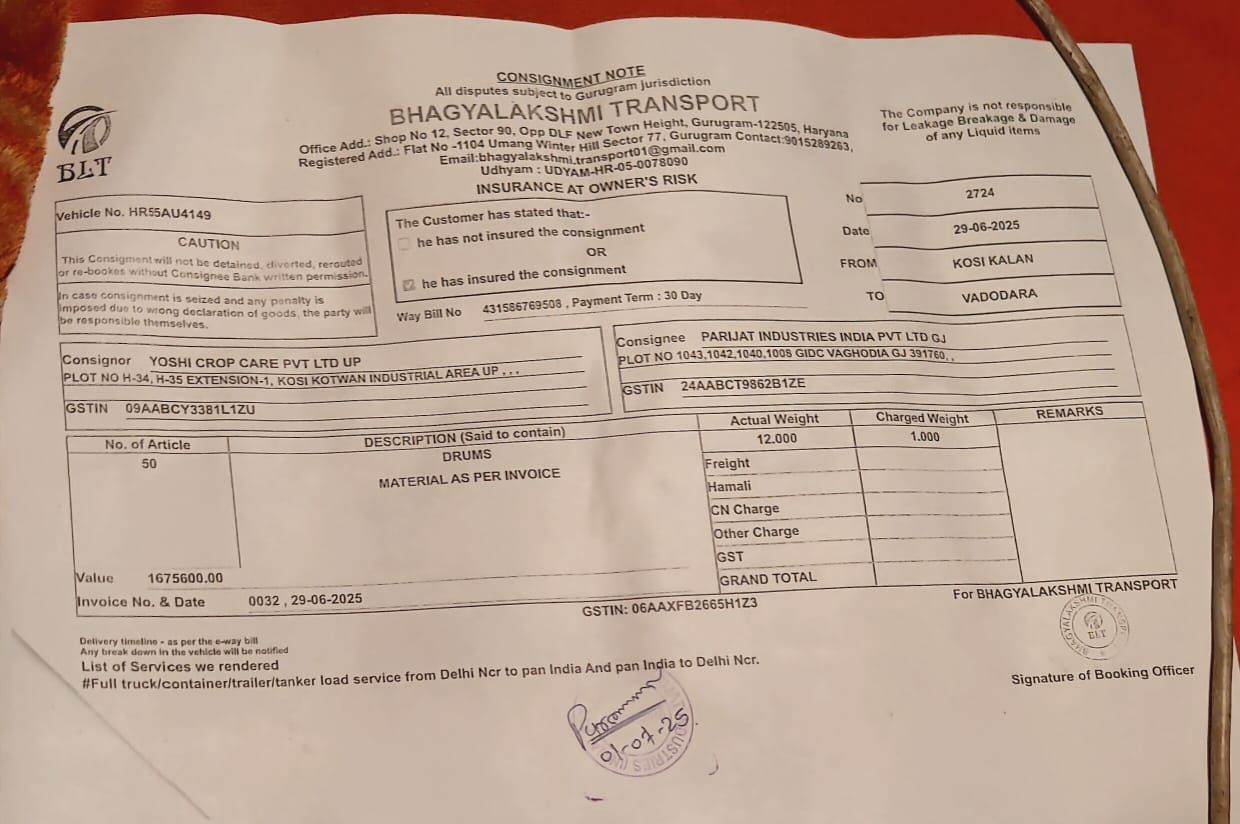 CONSIGNMENT NOTE
All disputes subject to Gurugram jurisdiction
BHAGYALAKSHMI TRANSPORT
Office Add.: Shop No 12, Sector 90, Opp DLF New Town Height, Gurugram-122505, Haryana
Registered Add.: Flat No -1104 Umang Winter Hill Sector 77, Gurugram Contact:9015289263,
Email:bhagyalakshmi.transport01@gmail.com
Udhyam : UDYAM-HR-05-0078090
INSURANCE AT OWNER'S RISK
BLT
The Company is not responsible
for Leakage Breakage & Damage
of any Liquid items
Vehicle No. HR55AU4149
CAUTION
This Consigment will not be detained, diverted, rerouted
or re-bookes without Consignee Bank written permission.
In case consignment is seized and any penalty is
imposed due to wrong declaration of goods, the party will
be responsible themselves.
The Customer has stated that:-
he has not insured the consignment
OR
he has insured the consignment
Way Bill No 431586769508 , Payment Term : 30 Day
No 2724
Date 29-06-2025
FROM KOSI KALAN
TO VADODARA
Consignor YOSHI CROP CARE PVT LTD UP
PLOT NO H-34, H-35 EXTENSION-1, KOSI KOTWAN INDUSTRIAL AREA UP , , ,
GSTIN 09AABCY3381L1ZU
Consignee PARIJAT INDUSTRIES INDIA PVT LTD GJ
PLOT NO 1043,1042,1040,1008 GIDC VAGHODIA GJ 391760, ,
GSTIN 24AABCT9862B1ZE
No. of Article DESCRIPTION (Said to contain) Actual Weight Charged Weight REMARKS
50 DRUMS 12.000 1.000
MATERIAL AS PER INVOICE
Freight
Hamali
CN Charge
Other Charge
GST
GRAND TOTAL
Value 1675600.00
Invoice No. & Date 0032 , 29-06-2025
GSTIN: 06AAXFB2665H1Z3
For BHAGYALAKSHMI TRANSPORT
BHAGYALAKSHMI TRANSP
BLT
Signature of Booking Officer
Delivery timeline - as per the e-way bill
Any break down in the vehicle will be notified
List of Services we rendered
#Full truck/container/trailer/tanker load service from Delhi Ncr to pan India And pan India to Delhi Ncr.
01-07-25